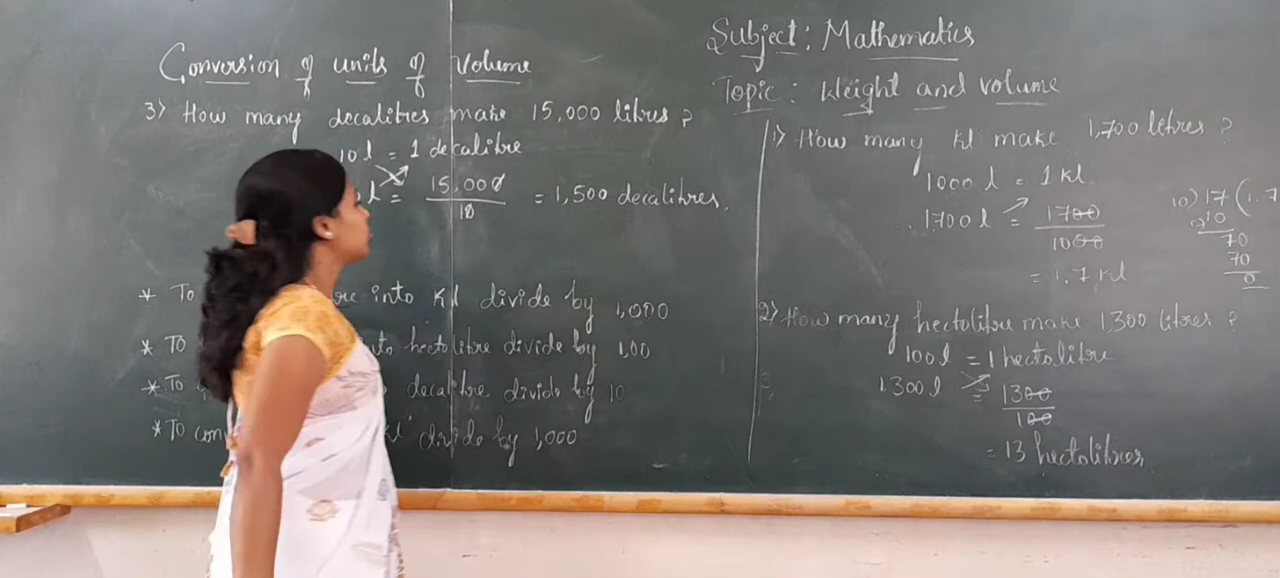 Subject: Mathematics
Topic: Weight and volume
Conversion of units of Volume
3) How many decalitres make 15,000 litres?
10 l = 1 decalitre
l = 15,000 / 10 = 1,500 decalitres.
* To into Kl divide by 1,000
* To hectolitre divide by 1,00
* To decalitre divide by 10
* To divide by 1,000
1) How many Kl make 1,700 litres?
1000 l = 1 Kl
1700 l = 1700 / 1000
= 1.7 Kl
10) 17 (1.7
10
70
70
0
2) How many hectolitre make 1,300 litres?
100 l = 1 hectolitre
1300 l = 1300 / 100
= 13 hectolitres